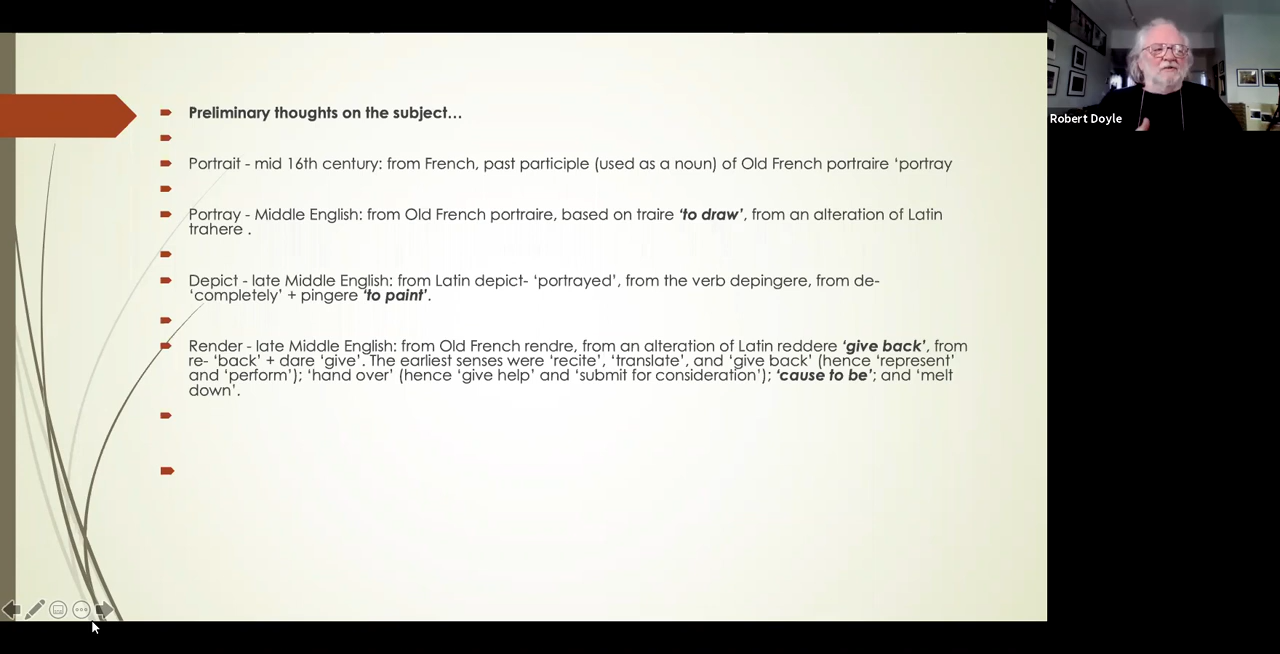 Preliminary thoughts on the subject…
Portrait - mid 16th century: from French, past participle (used as a noun) of Old French portraire ‘portray
Portray - Middle English: from Old French portraire, based on traire ‘to draw’, from an alteration of Latin
trahere .
Depict - late Middle English: from Latin depict- ‘portrayed’, from the verb depingere, from de-
‘completely’ + pingere ‘to paint’.
Render - late Middle English: from Old French rendre, from an alteration of Latin reddere ‘give back’, from
re- ‘back’ + dare ‘give’. The earliest senses were ‘recite’, ‘translate’, and ‘give back’ (hence ‘represent’
and ‘perform’); ‘hand over’ (hence ‘give help’ and ‘submit for consideration’); ‘cause to be’; and ‘melt
down’.
Robert Doyle